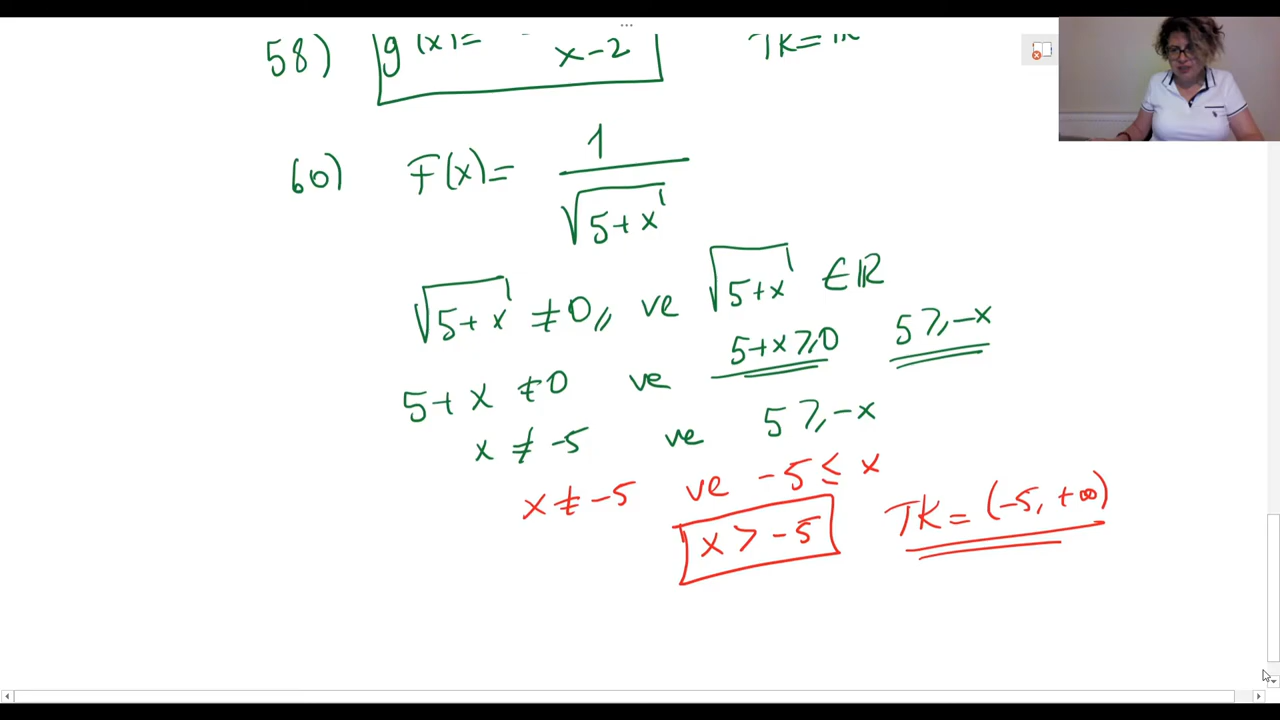 58) g(x)= x-2 TK=ℝ
60) F(x)= 1/√(5+x)
√(5+x) ≠0,, ve √(5+x) ∈ℝ
5+x≥0 5≥-x
5+x ≠0 ve
x ≠ -5 ve 5≥-x
x≠-5 ve -5≤x
x>-5 TK=(-5,+∞)